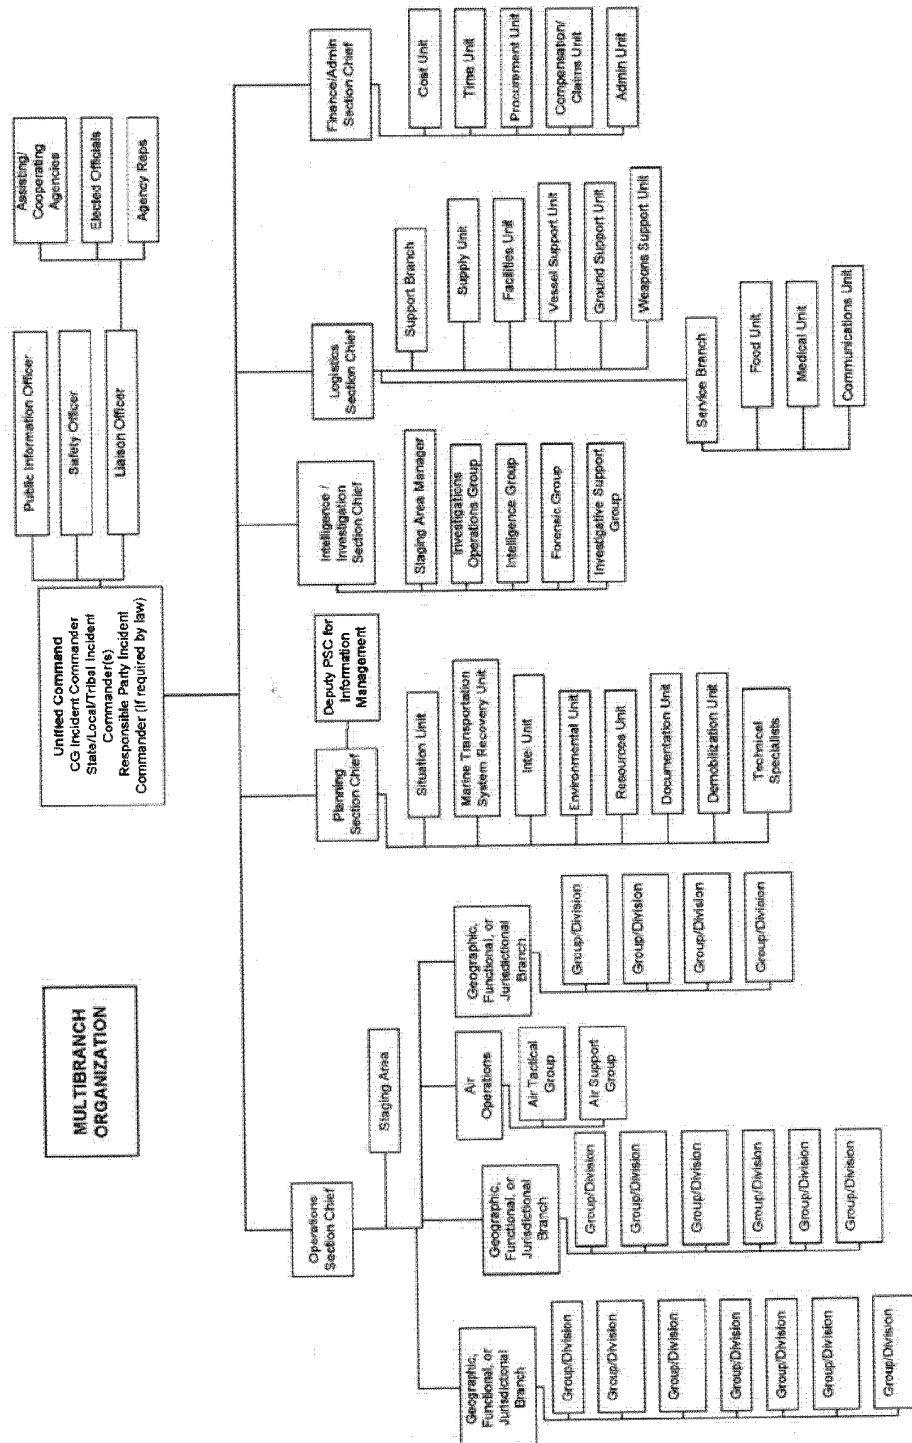 MULTIBRANCH
ORGANIZATION
Unified Command
CG Incident Commander
State/Local/Tribal Incident
Commander(s)
Responsible Party Incident
Commander (If required by law)
Public Information Officer
Safety Officer
Liaison Officer
Assisting/
Cooperating
Agencies
Elected Officials
Agency Reps
Operations
Section Chief
Staging Area
Geographic,
Functional, or
Jurisdictional
Branch
Group/Division
Group/Division
Group/Division
Group/Division
Group/Division
Group/Division
Group/Division
Geographic,
Functional, or
Jurisdictional
Branch
Group/Division
Group/Division
Group/Division
Group/Division
Group/Division
Group/Division
Air
Operations
Air Tactical
Group
Air Support
Group
Geographic,
Functional, or
Jurisdictional
Branch
Group/Division
Group/Division
Group/Division
Group/Division
Planning
Section Chief
Deputy PSC for
Information
Management
Situation Unit
Marine Transportation
System Recovery Unit
Intel Unit
Environmental Unit
Resources Unit
Documentation Unit
Demobilization Unit
Technical
Specialists
Intelligence /
Investigation
Section Chief
Staging Area Manager
Investigations
Operations Group
Intelligence Group
Forensic Group
Investigative Support
Group
Logistics
Section Chief
Support Branch
Supply Unit
Facilities Unit
Vessel Support Unit
Ground Support Unit
Weapons Support Unit
Service Branch
Food Unit
Medical Unit
Communications Unit
Finance/Admin
Section Chief
Cost Unit
Time Unit
Procurement Unit
Compensation/
Claims Unit
Admin Unit